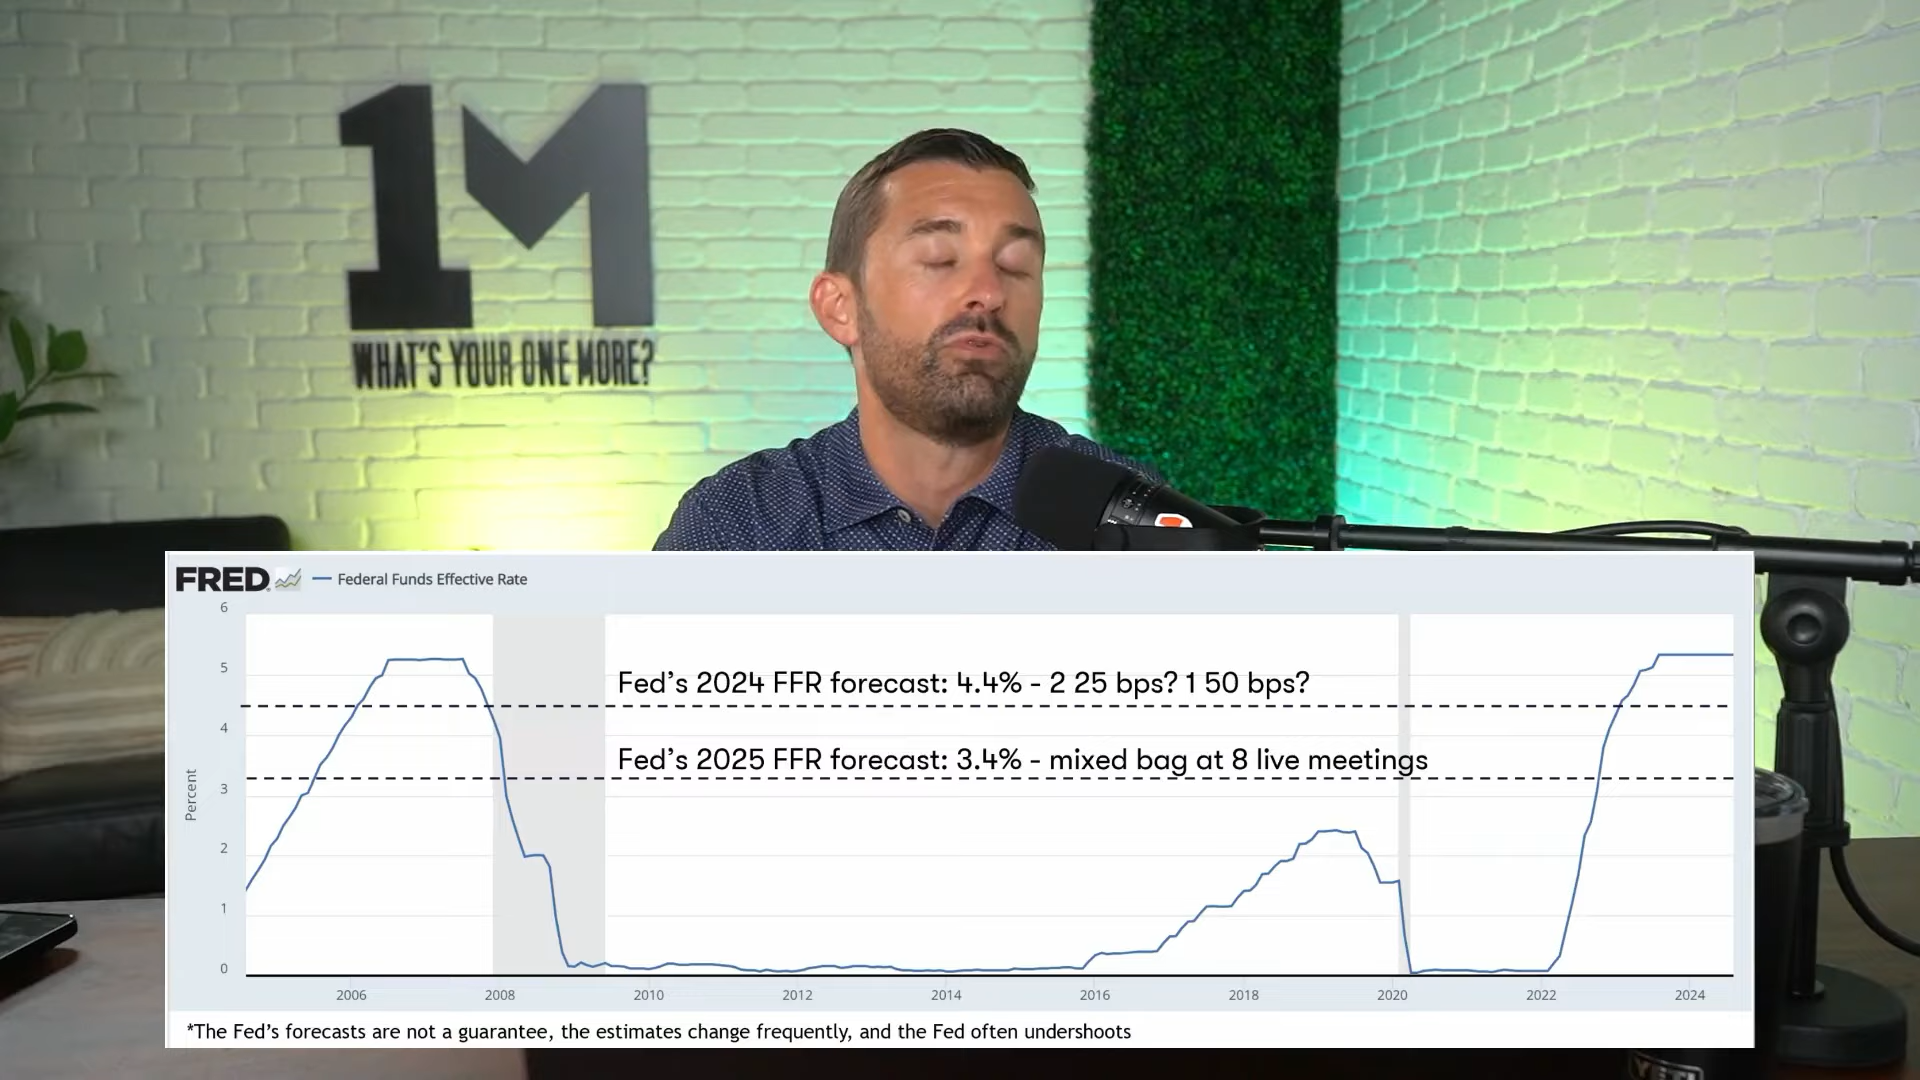 1M
WHAT'S YOUR ONE MORE?
FRED
Federal Funds Effective Rate
6
5
Fed's 2024 FFR forecast: 4.4% - 2 25 bps? 1 50 bps?
4
Fed's 2025 FFR forecast: 3.4% - mixed bag at 8 live meetings
3
Percent
2
1
0
2006 2008 2010 2012 2014 2016 2018 2020 2022 2024
*The Fed's forecasts are not a guarantee, the estimates change frequently, and the Fed often undershoots
YETI